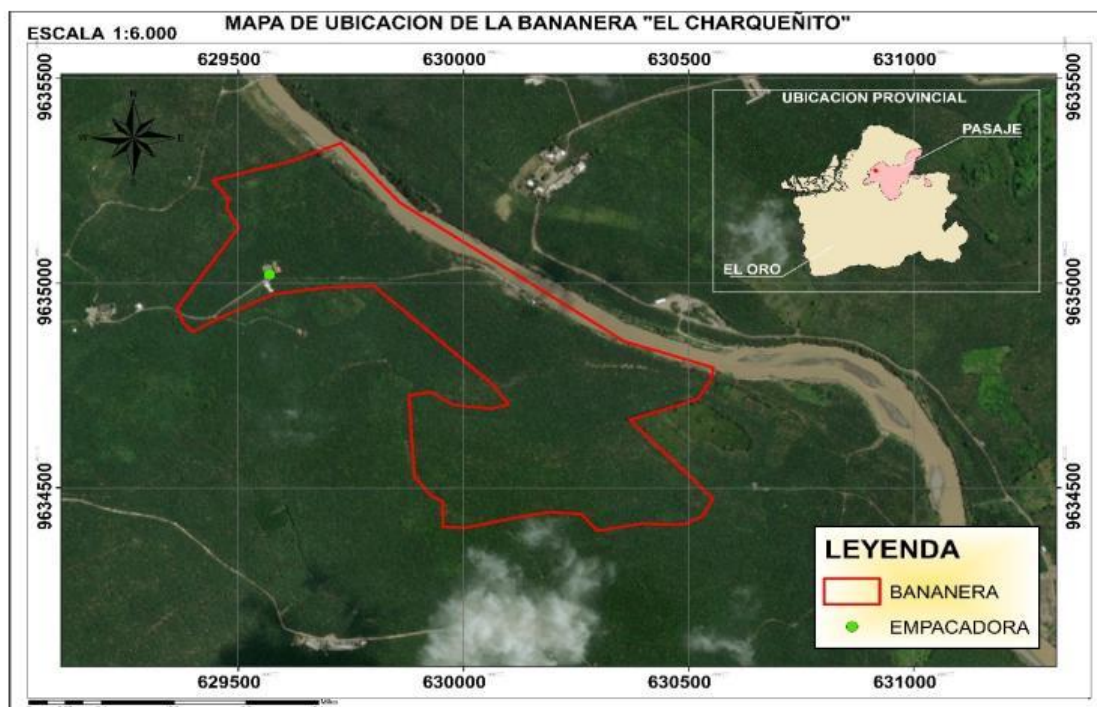 MAPA DE UBICACION DE LA BANANERA "EL CHARQUEÑITO"
ESCALA 1:6.000
629500 630000 630500 631000
9635500 9635500
N
W E
S
UBICACION PROVINCIAL
PASAJE
EL ORO
9635000 9635000
9634500 9634500
LEYENDA
BANANERA
EMPACADORA
629500 630000 630500 631000